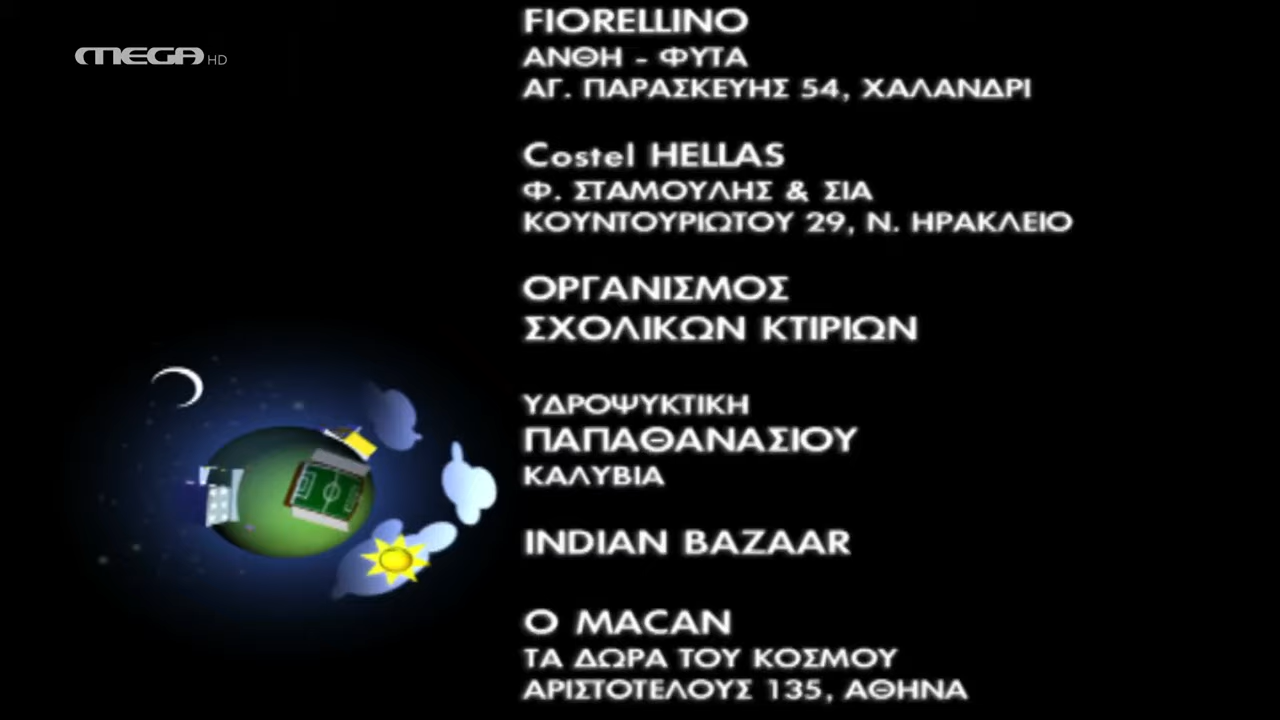 MEGA HD
FIORELLINO
ΑΝΘΗ - ΦΥΤΑ
ΑΓ. ΠΑΡΑΣΚΕΥΗΣ 54, ΧΑΛΑΝΔΡΙ
Costel HELLAS
Φ. ΣΤΑΜΟΥΛΗΣ & ΣΙΑ
ΚΟΥΝΤΟΥΡΙΩΤΟΥ 29, Ν. ΗΡΑΚΛΕΙΟ
ΟΡΓΑΝΙΣΜΟΣ
ΣΧΟΛΙΚΩΝ ΚΤΙΡΙΩΝ
ΥΔΡΟΨΥΚΤΙΚΗ
ΠΑΠΑΘΑΝΑΣΙΟΥ
ΚΑΛΥΒΙΑ
INDIAN BAZAAR
Ο MACAN
ΤΑ ΔΩΡΑ ΤΟΥ ΚΟΣΜΟΥ
ΑΡΙΣΤΟΤΕΛΟΥΣ 135, ΑΘΗΝΑ